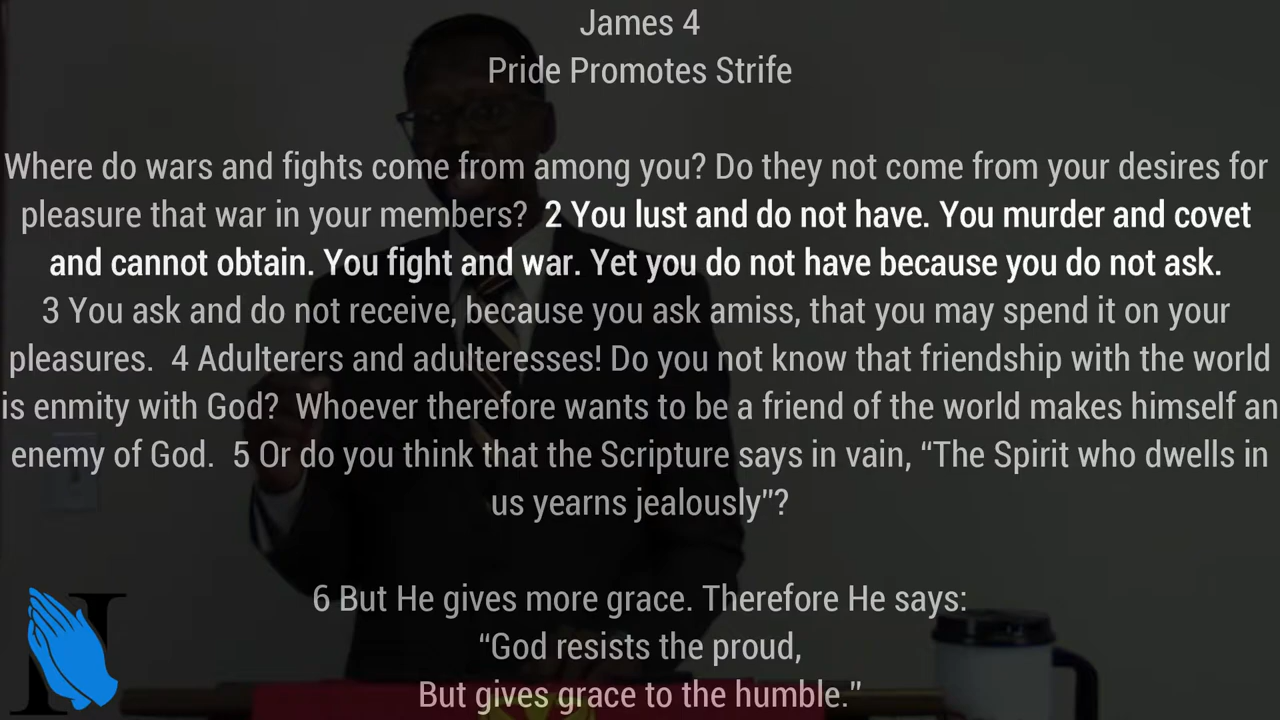 James 4
Pride Promotes Strife
Where do wars and fights come from among you? Do they not come from your desires for
pleasure that war in your members?  2 You lust and do not have. You murder and covet
and cannot obtain. You fight and war. Yet you do not have because you do not ask.
3 You ask and do not receive, because you ask amiss, that you may spend it on your
pleasures.  4 Adulterers and adulteresses! Do you not know that friendship with the world
is enmity with God?  Whoever therefore wants to be a friend of the world makes himself an
enemy of God.  5 Or do you think that the Scripture says in vain, “The Spirit who dwells in
us yearns jealously”?
6 But He gives more grace. Therefore He says:
“God resists the proud,
But gives grace to the humble.”
N